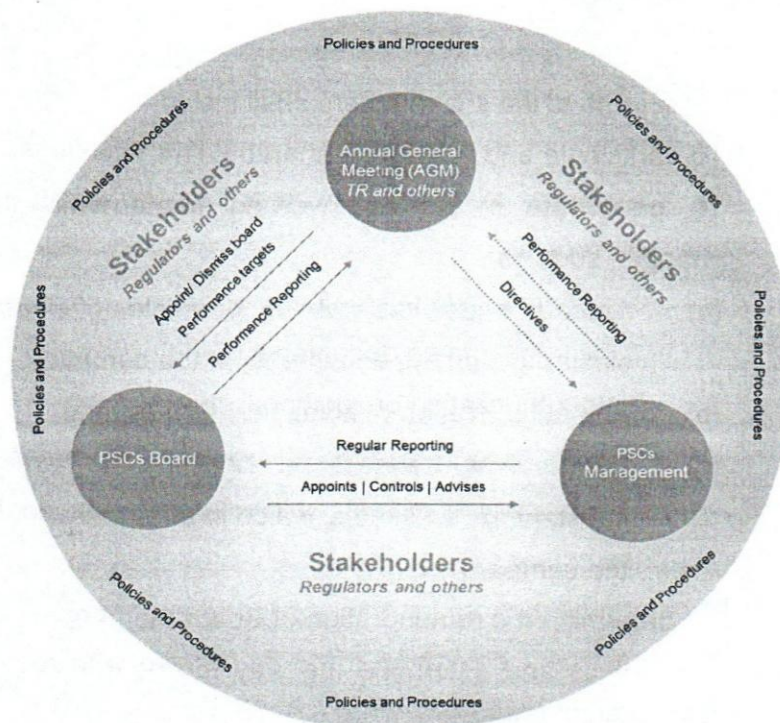 Policies and Procedures
Policies and Procedures
Policies and Procedures
Annual General
Meeting (AGM)
TR and others
Stakeholders
Regulators and others
Stakeholders
Regulators and others
Appoint/ Dismiss board
Performance targets
Performance Reporting
Performance Reporting
Directives
Policies and Procedures
Policies and Procedures
PSCs Board
Regular Reporting
Appoints | Controls | Advises
PSCs
Management
Stakeholders
Regulators and others
Policies and Procedures
Policies and Procedures
Policies and Procedures